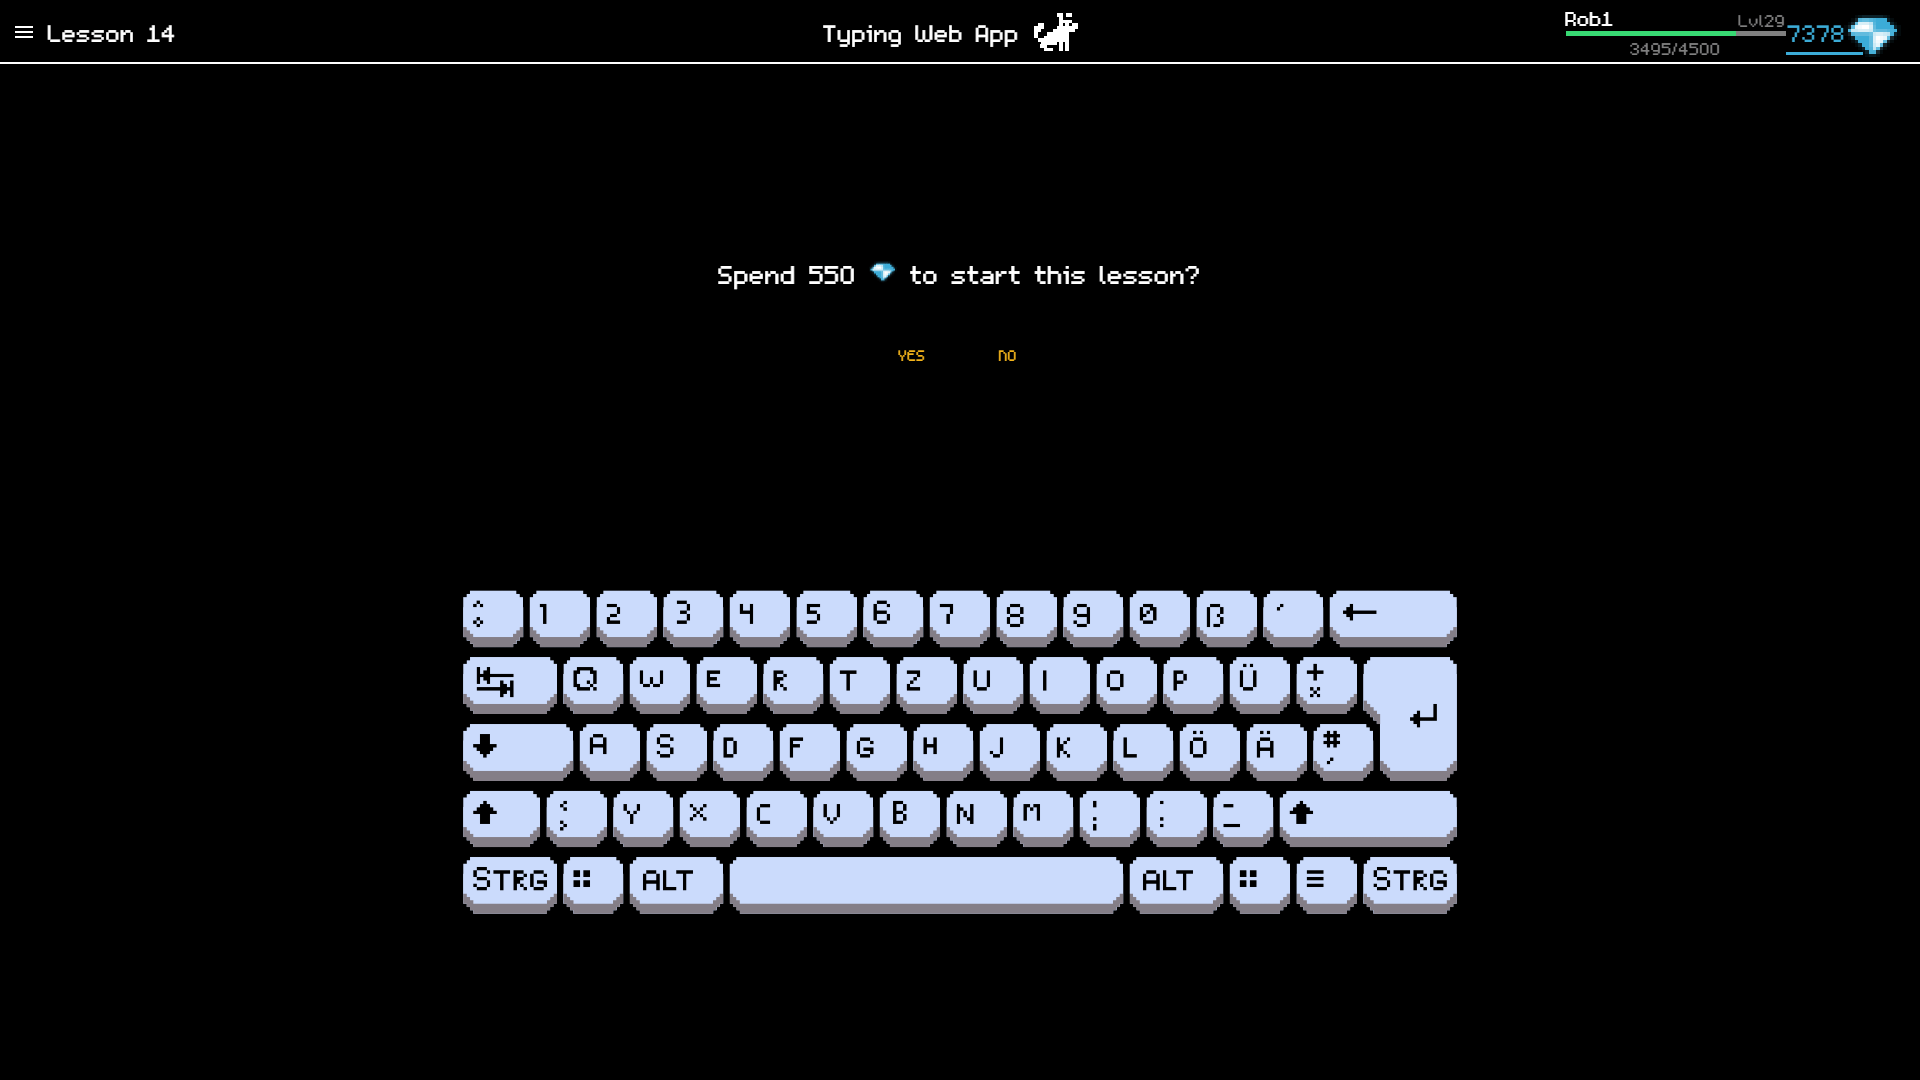 Lesson 14
Typing Web App
Rob1 Lvl29
3495/4500
7378
Spend 550 to start this lesson?
YES NO
^ ° 1 2 3 4 5 6 7 8 9 0 ß ´ ←
Q W E R T Z U I O P Ü + *
A S D F G H J K L Ö Ä # '
< > Y X C V B N M ; , : . - _
STRG ALT ALT STRG